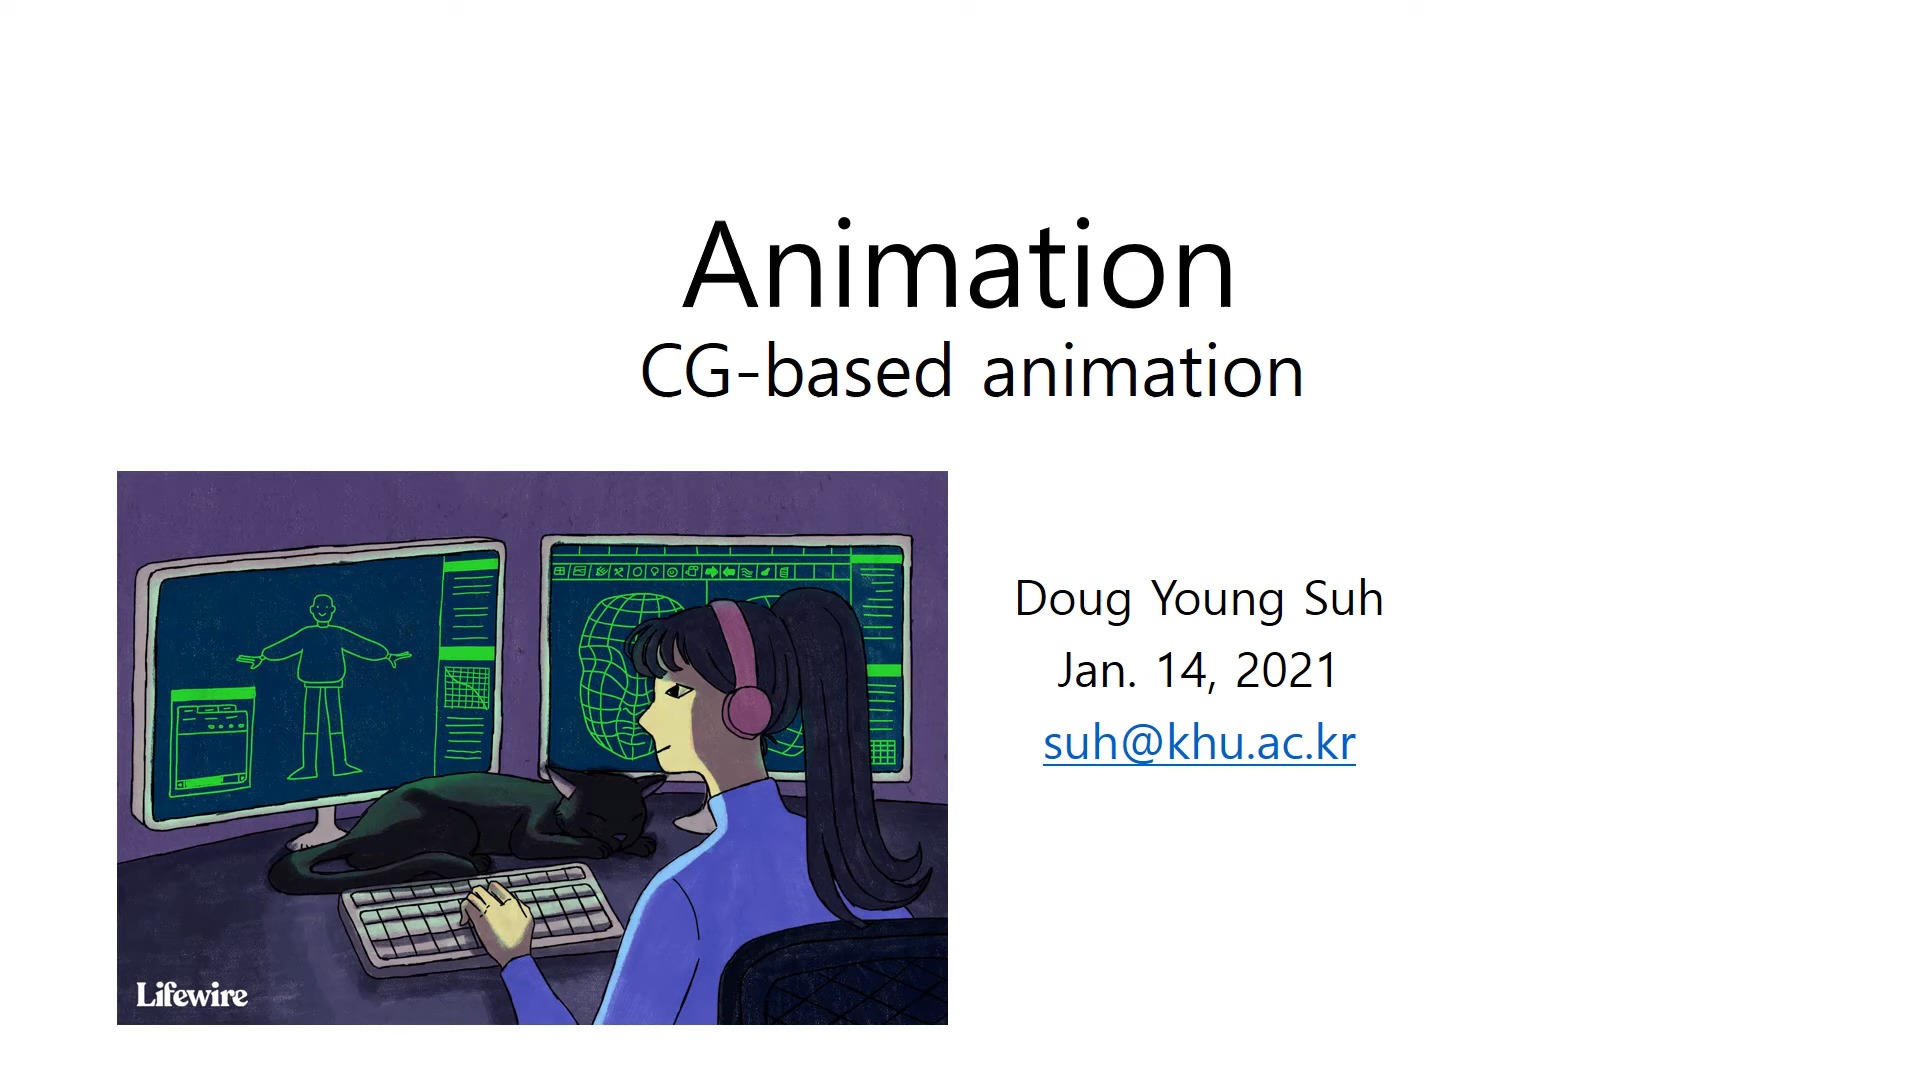 Animation
CG-based animation
Doug Young Suh
Jan. 14, 2021
suh@khu.ac.kr
Lifewire